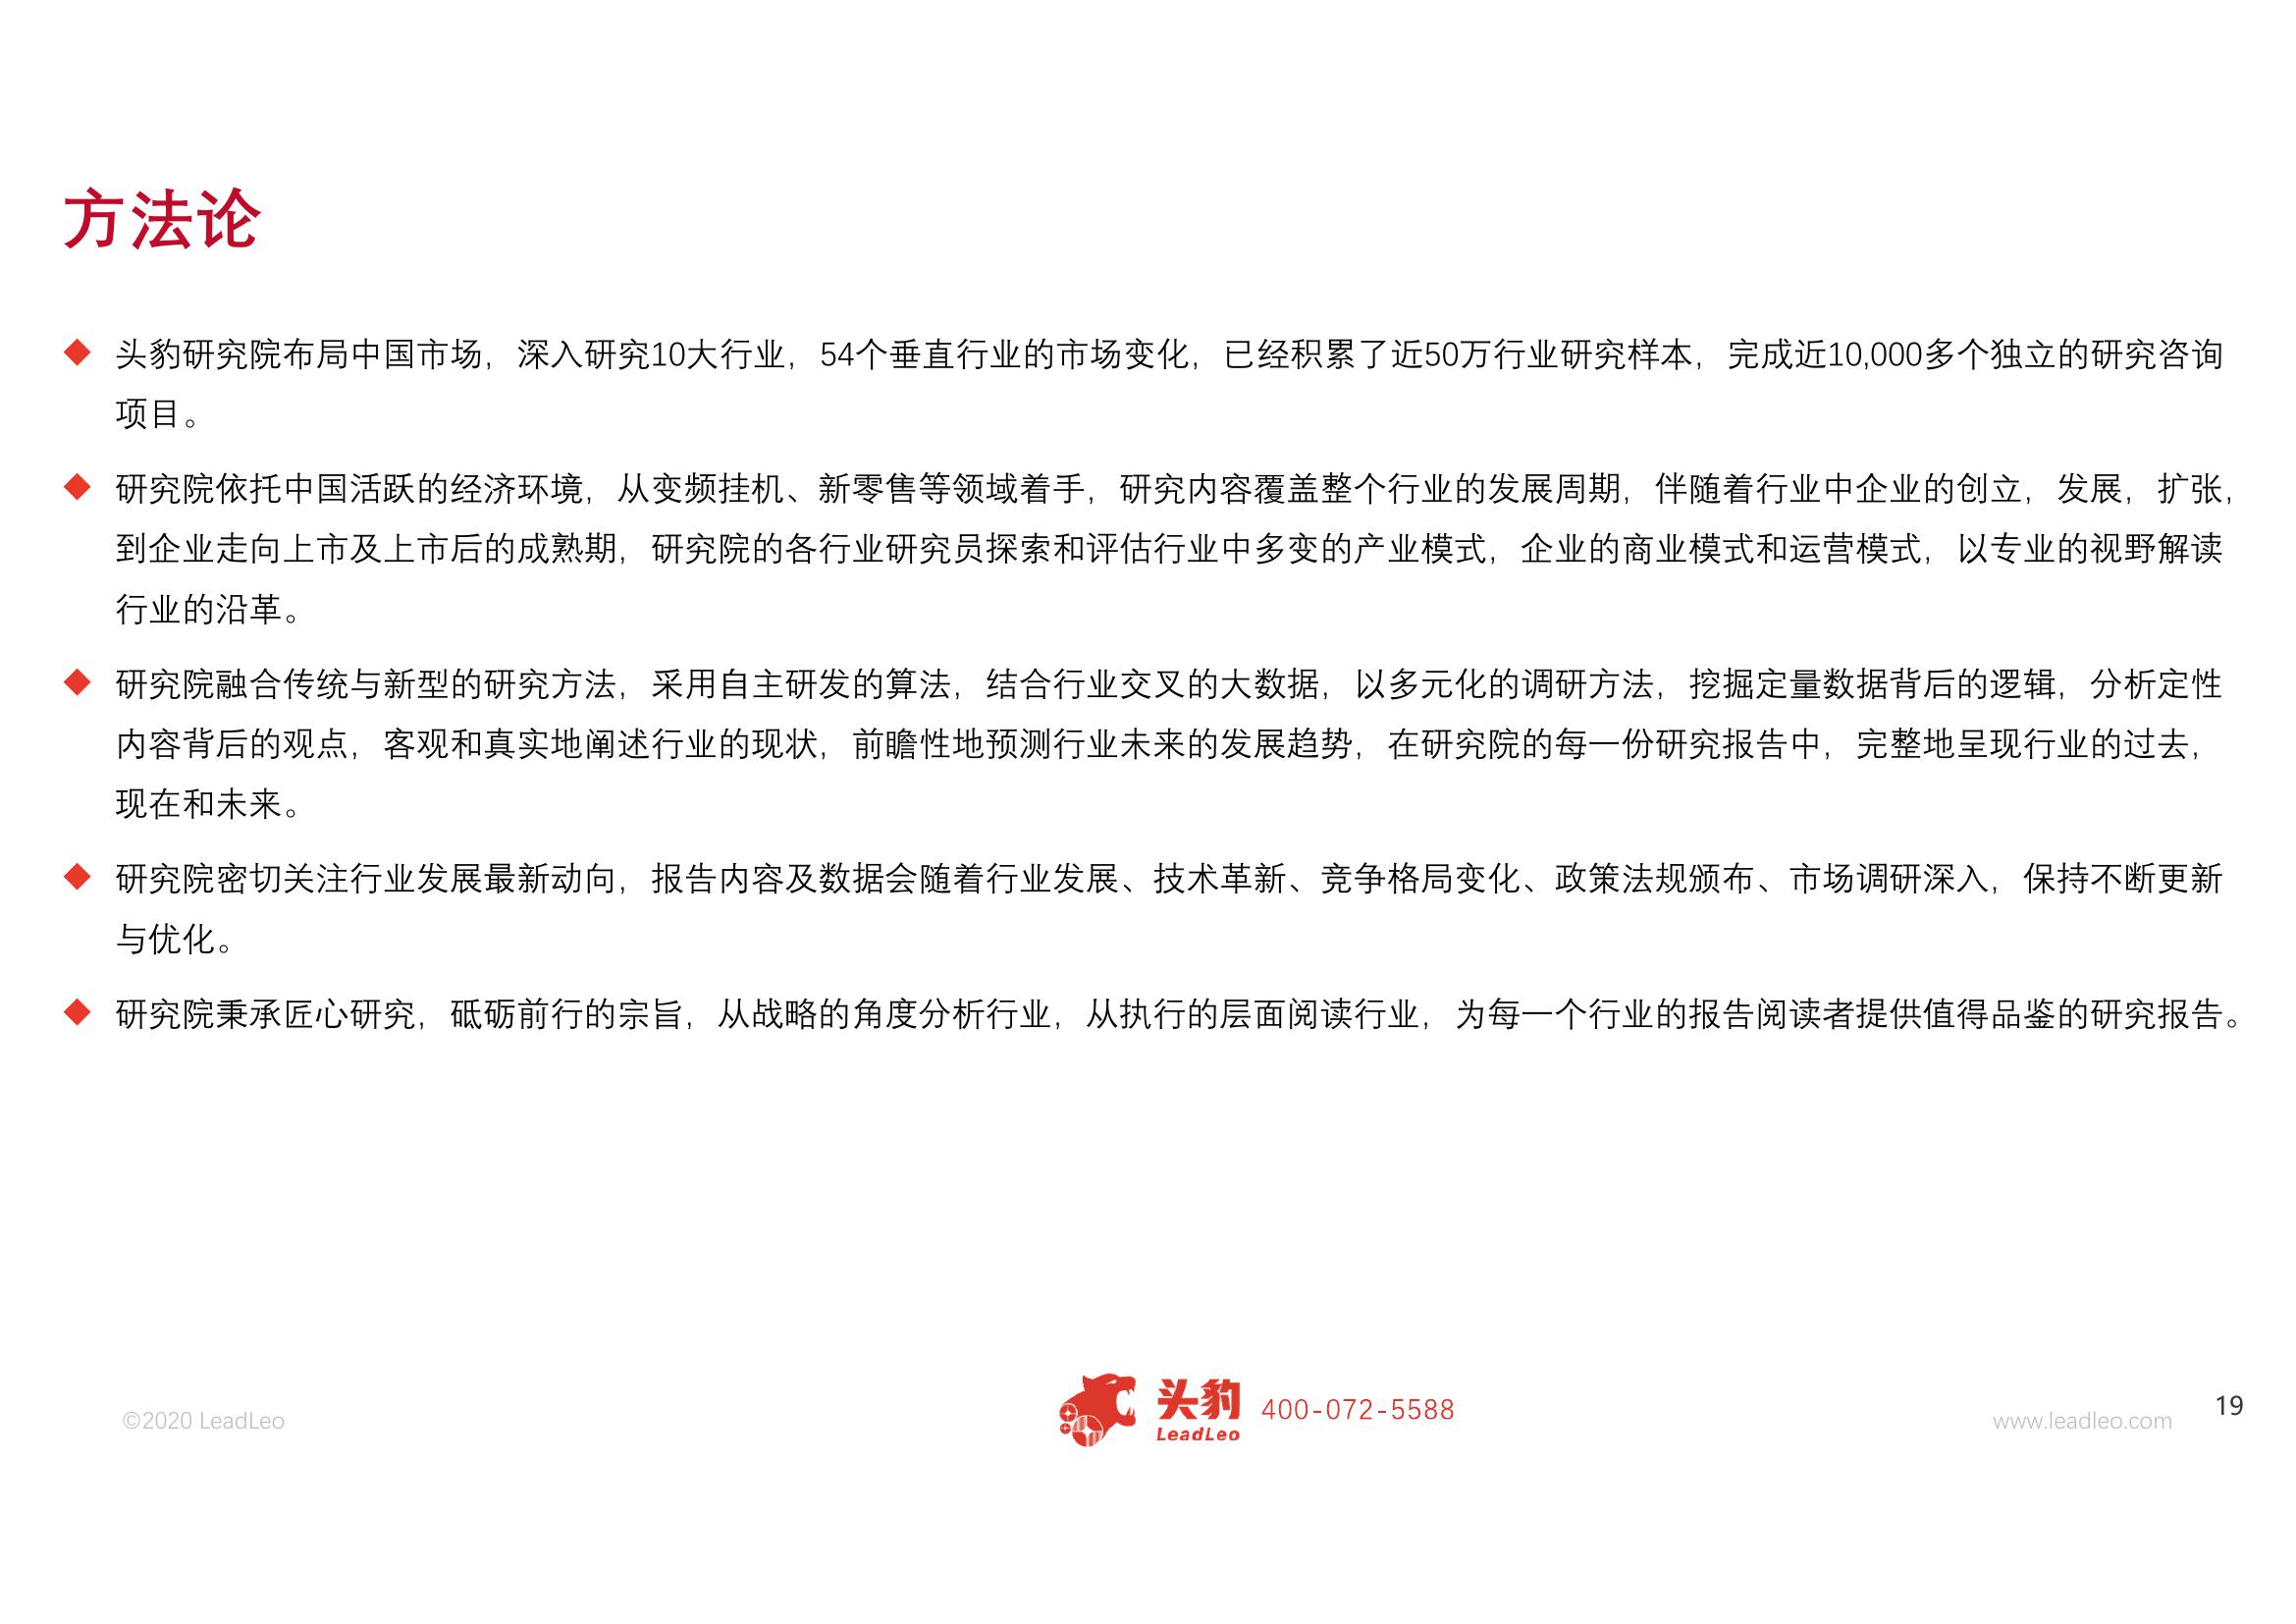 方法论
◆ 头豹研究院布局中国市场，深入研究10大行业，54个垂直行业的市场变化，已经积累了近50万行业研究样本，完成近10,000多个独立的研究咨询
项目。
◆ 研究院依托中国活跃的经济环境，从变频挂机、新零售等领域着手，研究内容覆盖整个行业的发展周期，伴随着行业中企业的创立，发展，扩张，
到企业走向上市及上市后的成熟期，研究院的各行业研究员探索和评估行业中多变的产业模式，企业的商业模式和运营模式，以专业的视野解读
行业的沿革。
◆ 研究院融合传统与新型的研究方法，采用自主研发的算法，结合行业交叉的大数据，以多元化的调研方法，挖掘定量数据背后的逻辑，分析定性
内容背后的观点，客观和真实地阐述行业的现状，前瞻性地预测行业未来的发展趋势，在研究院的每一份研究报告中，完整地呈现行业的过去，
现在和未来。
◆ 研究院密切关注行业发展最新动向，报告内容及数据会随着行业发展、技术革新、竞争格局变化、政策法规颁布、市场调研深入，保持不断更新
与优化。
◆ 研究院秉承匠心研究，砥砺前行的宗旨，从战略的角度分析行业，从执行的层面阅读行业，为每一个行业的报告阅读者提供值得品鉴的研究报告。
©2020 LeadLeo
头豹
LeadLeo
400-072-5588
www.leadleo.com
19